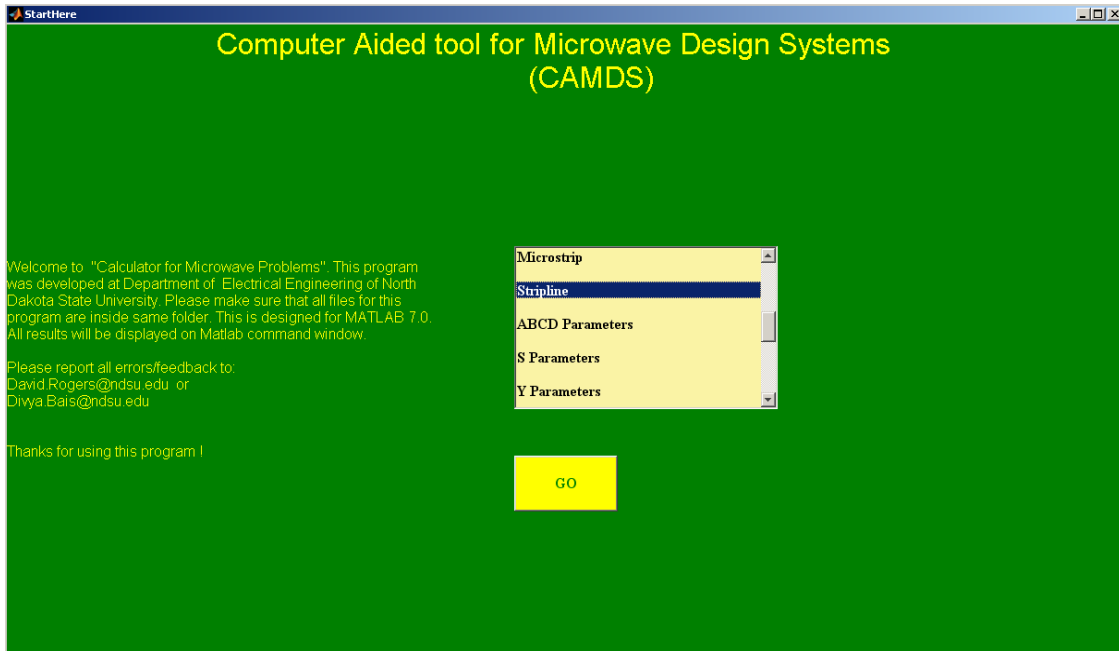 StartHere
Computer Aided tool for Microwave Design Systems
(CAMDS)
Welcome to "Calculator for Microwave Problems". This program
was developed at Department of Electrical Engineering of North
Dakota State University. Please make sure that all files for this
program are inside same folder. This is designed for MATLAB 7.0.
All results will be displayed on Matlab command window.
Please report all errors/feedback to:
David.Rogers@ndsu.edu or
Divya.Bais@ndsu.edu
Thanks for using this program !
Microstrip
Stripline
ABCD Parameters
S Parameters
Y Parameters
GO